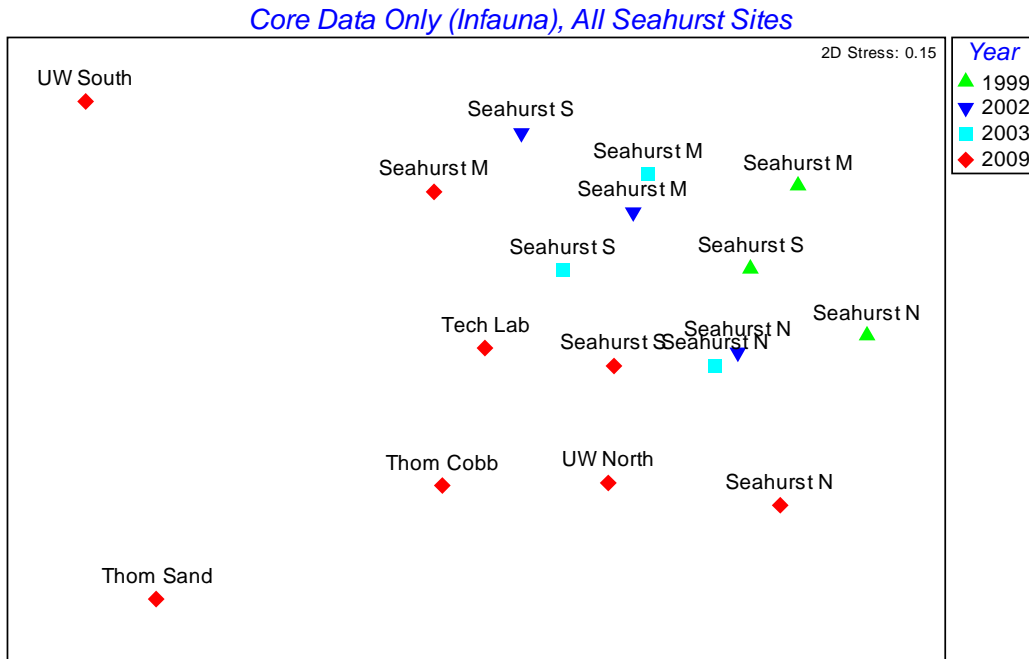 Core Data Only (Infauna), All Seahurst Sites
2D Stress: 0.15
Year
1999
2002
2003
2009
UW South
Seahurst S
Seahurst M
Seahurst M
Seahurst M
Seahurst M
Seahurst S
Seahurst S
Seahurst N
Tech Lab
Seahurst N
Seahurst S
Seahurst N
Thom Cobb
UW North
Seahurst N
Thom Sand